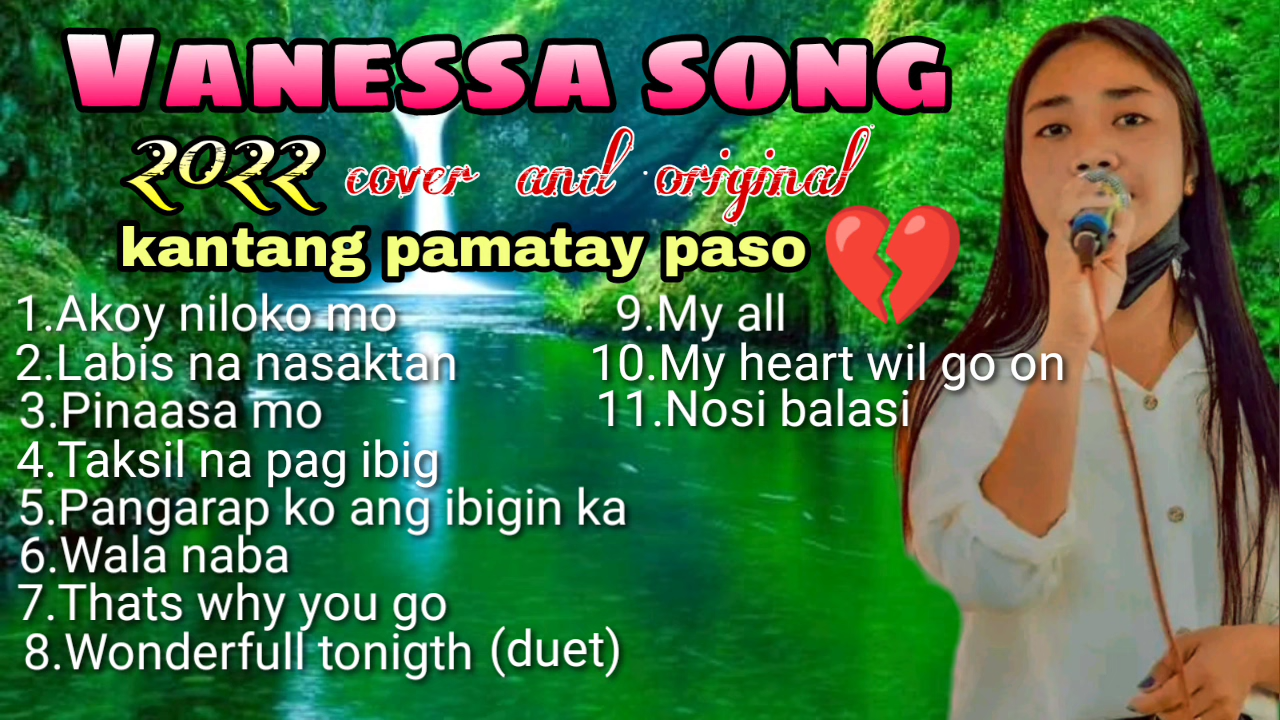 VANESSA SONG
2022 cover and original
kantang pamatay paso
1.Akoy niloko mo
2.Labis na nasaktan
3.Pinaasa mo
4.Taksil na pag ibig
5.Pangarap ko ang ibigin ka
6.Wala naba
7.Thats why you go
8.Wonderfull tonigth (duet)
9.My all
10.My heart wil go on
11.Nosi balasi